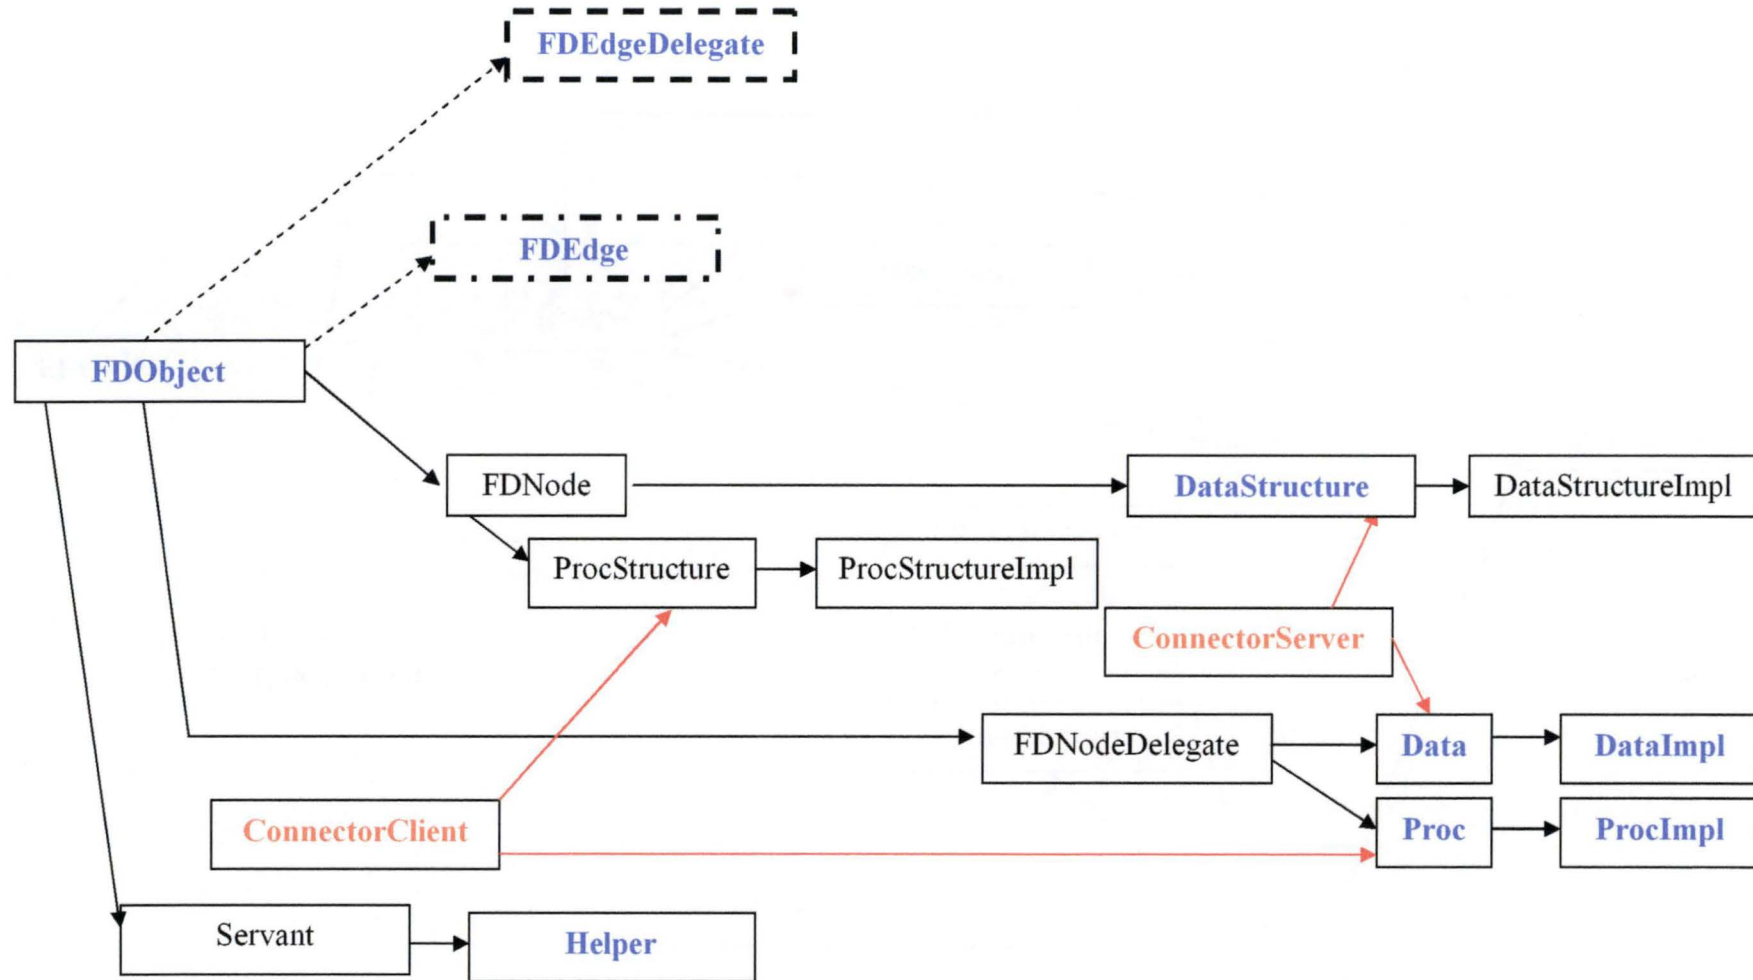 FDEdgeDelegate
FDEdge
FDObject
FDNode
DataStructure
DataStructureImpl
ProcStructure
ProcStructureImpl
ConnectorServer
FDNodeDelegate
Data
DataImpl
ConnectorClient
Proc
ProcImpl
Servant
Helper